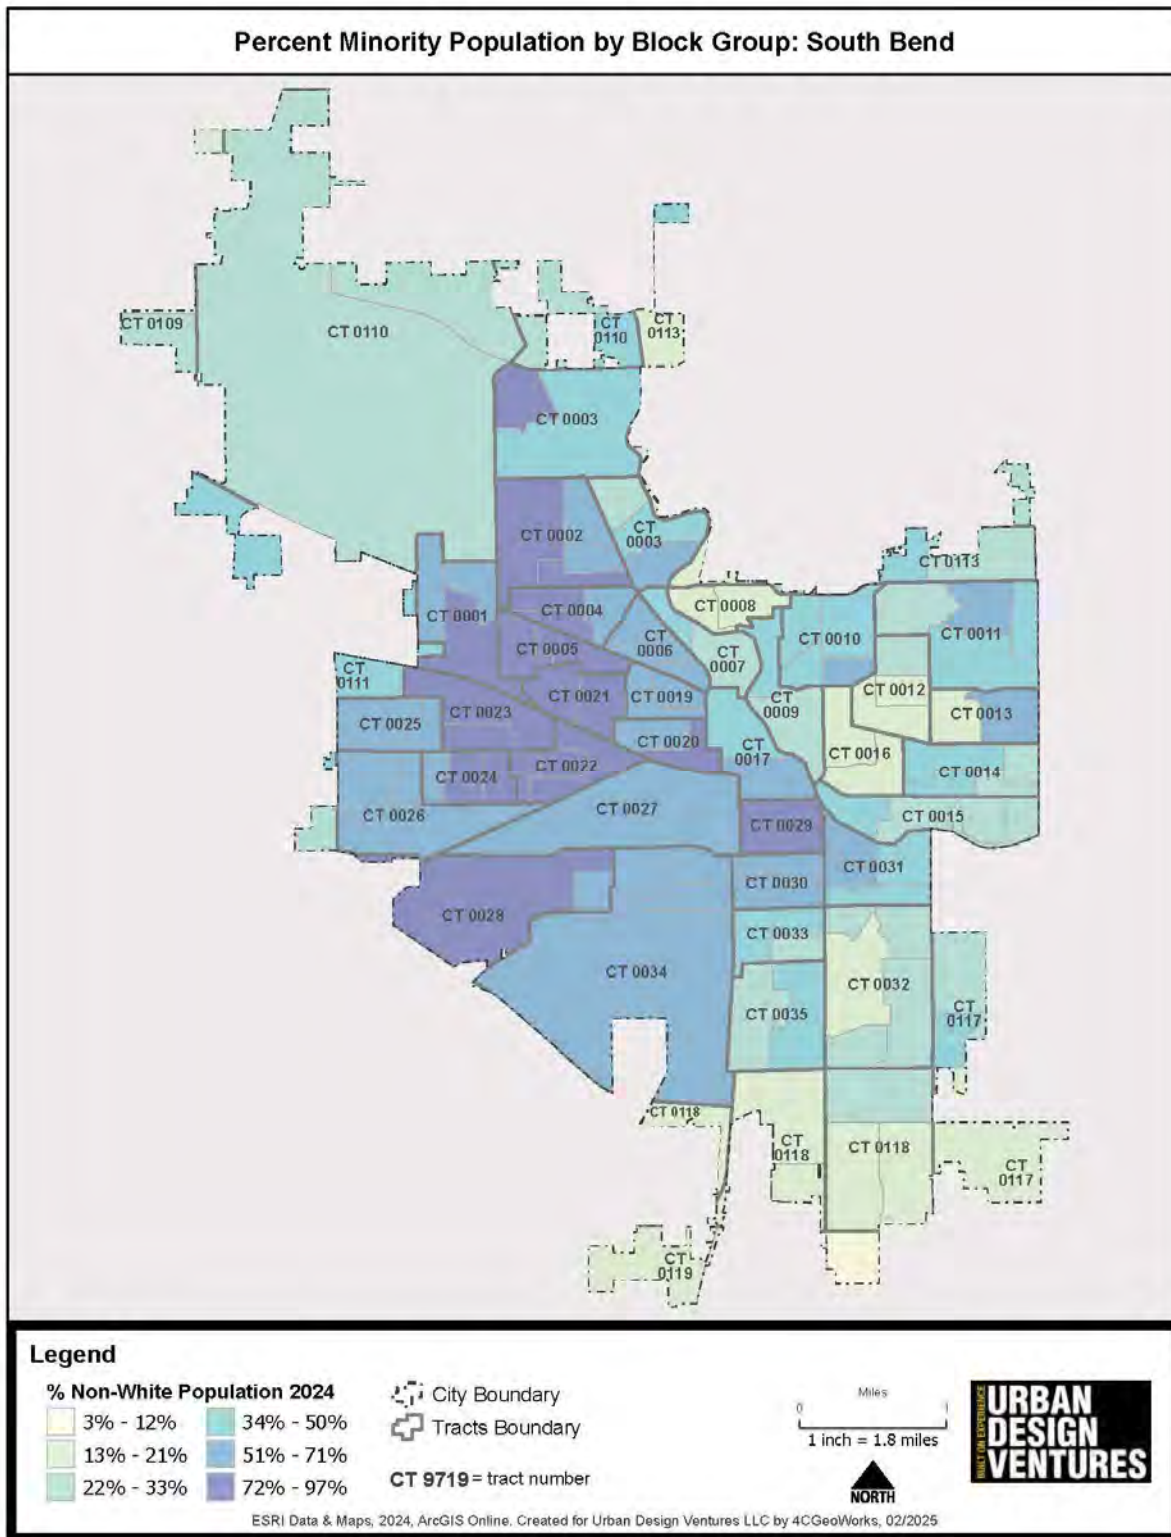 Percent Minority Population by Block Group: South Bend
CT 0109
CT 0110
CT
0110
CT
0113
CT 0003
CT 0002
CT
0003
CT 0113
CT 0001
CT 0004
CT 0008
CT 0010
CT 0011
CT 0005
CT
0006
CT
0007
CT
0111
CT 0012
CT 0021
CT 0019
CT
0009
CT 0025
CT 0023
CT 0013
CT 0020
CT
0017
CT 0016
CT 0024
CT 0022
CT 0014
CT 0026
CT 0027
CT 0029
CT 0015
CT 0031
CT 0030
CT 0028
CT 0033
CT 0034
CT 0032
CT 0035
CT
0117
CT 0118
CT
0118
CT 0118
CT
0117
CT
0119
Legend
% Non-White Population 2024
3% - 12%
13% - 21%
22% - 33%
34% - 50%
51% - 71%
72% - 97%
City Boundary
Tracts Boundary
CT 9719 = tract number
Miles
0 1
1 inch = 1.8 miles
NORTH
BUILT ON EXPERIENCE
URBAN
DESIGN
VENTURES
ESRI Data & Maps, 2024, ArcGIS Online. Created for Urban Design Ventures LLC by 4CGeoWorks, 02/2025